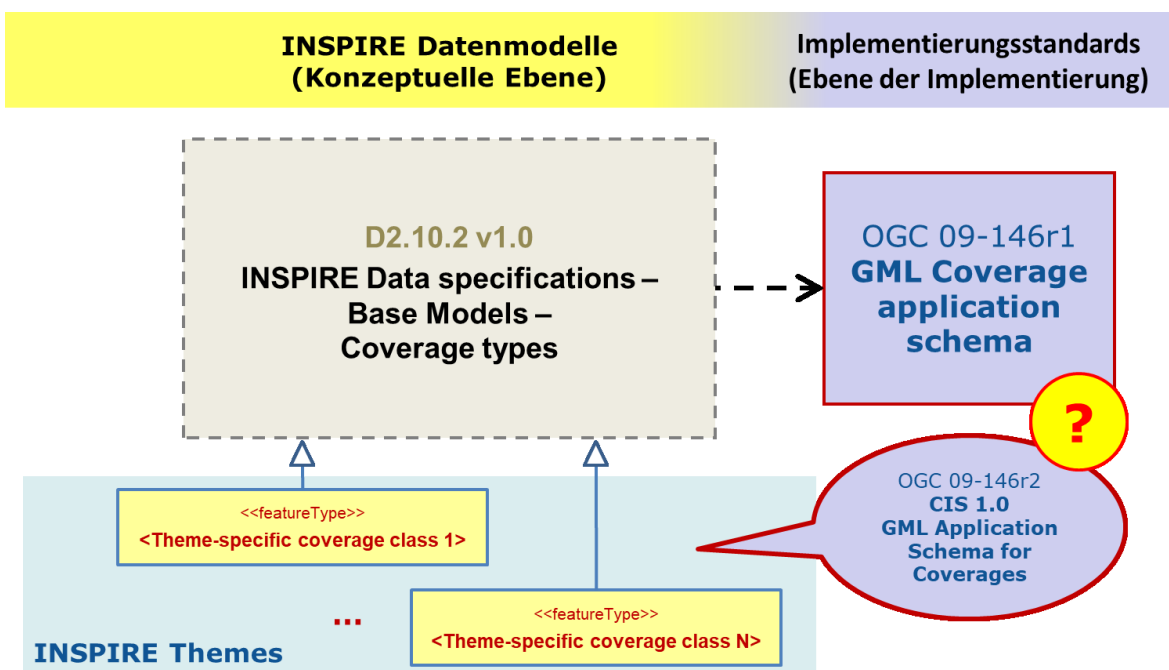 INSPIRE Datenmodelle
(Konzeptuelle Ebene)
Implementierungsstandards
(Ebene der Implementierung)
D2.10.2 v1.0
INSPIRE Data specifications –
Base Models –
Coverage types
OGC 09-146r1
GML Coverage
application
schema
?
OGC 09-146r2
CIS 1.0
GML Application
Schema for
Coverages
<<featureType>>
<Theme-specific coverage class 1>
...
<<featureType>>
<Theme-specific coverage class N>
INSPIRE Themes